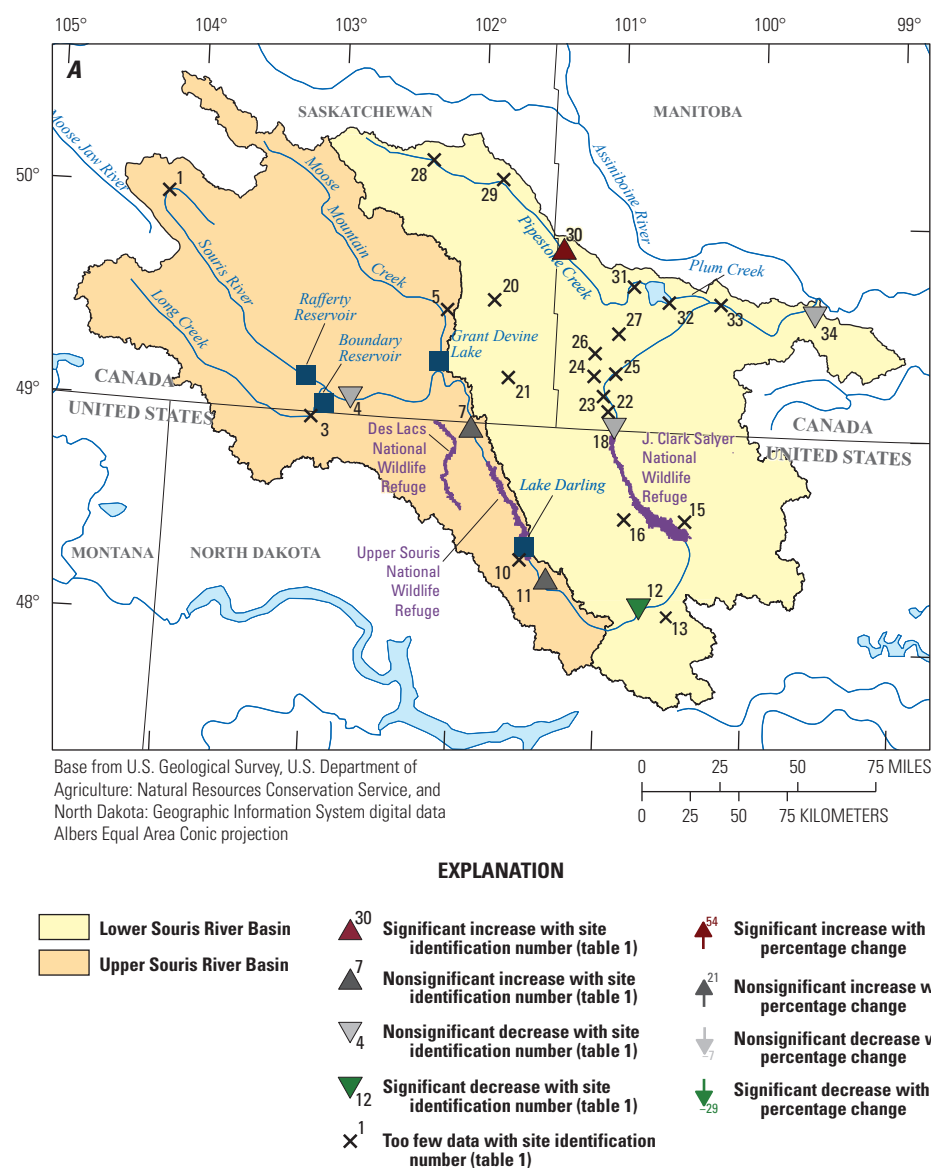 105°
104°
103°
102°
101°
100°
99°
A
SASKATCHEWAN
MANITOBA
Moose Jaw River
Assiniboine River
50°
1
28
29
Moose
Mountain
Creek
Souris River
Long Creek
Pipestone Creek
30
Plum Creek
31
32
33
34
5
20
27
26
24
25
21
Rafferty
Reservoir
Boundary
Reservoir
Grant Devine
Lake
49°
CANADA
UNITED STATES
3
4
7
23
22
18
CANADA
UNITED STATES
Des Lacs
National
Wildlife
Refuge
J. Clark Salyer
National
Wildlife
Refuge
Lake Darling
16
15
MONTANA
NORTH DAKOTA
Upper Souris
National
Wildlife
Refuge
10
11
12
13
48°
Base from U.S. Geological Survey, U.S. Department of
Agriculture: Natural Resources Conservation Service, and
North Dakota: Geographic Information System digital data
Albers Equal Area Conic projection
0 25 50 75 MILES
0 25 50 75 KILOMETERS
EXPLANATION
Lower Souris River Basin
Upper Souris River Basin
30 Significant increase with site
identification number (table 1)
7 Nonsignificant increase with site
identification number (table 1)
4 Nonsignificant decrease with site
identification number (table 1)
12 Significant decrease with site
identification number (table 1)
1 Too few data with site identification
number (table 1)
54 Significant increase with
percentage change
21 Nonsignificant increase w
percentage change
–7 Nonsignificant decrease
percentage change
–29 Significant decrease with
percentage change